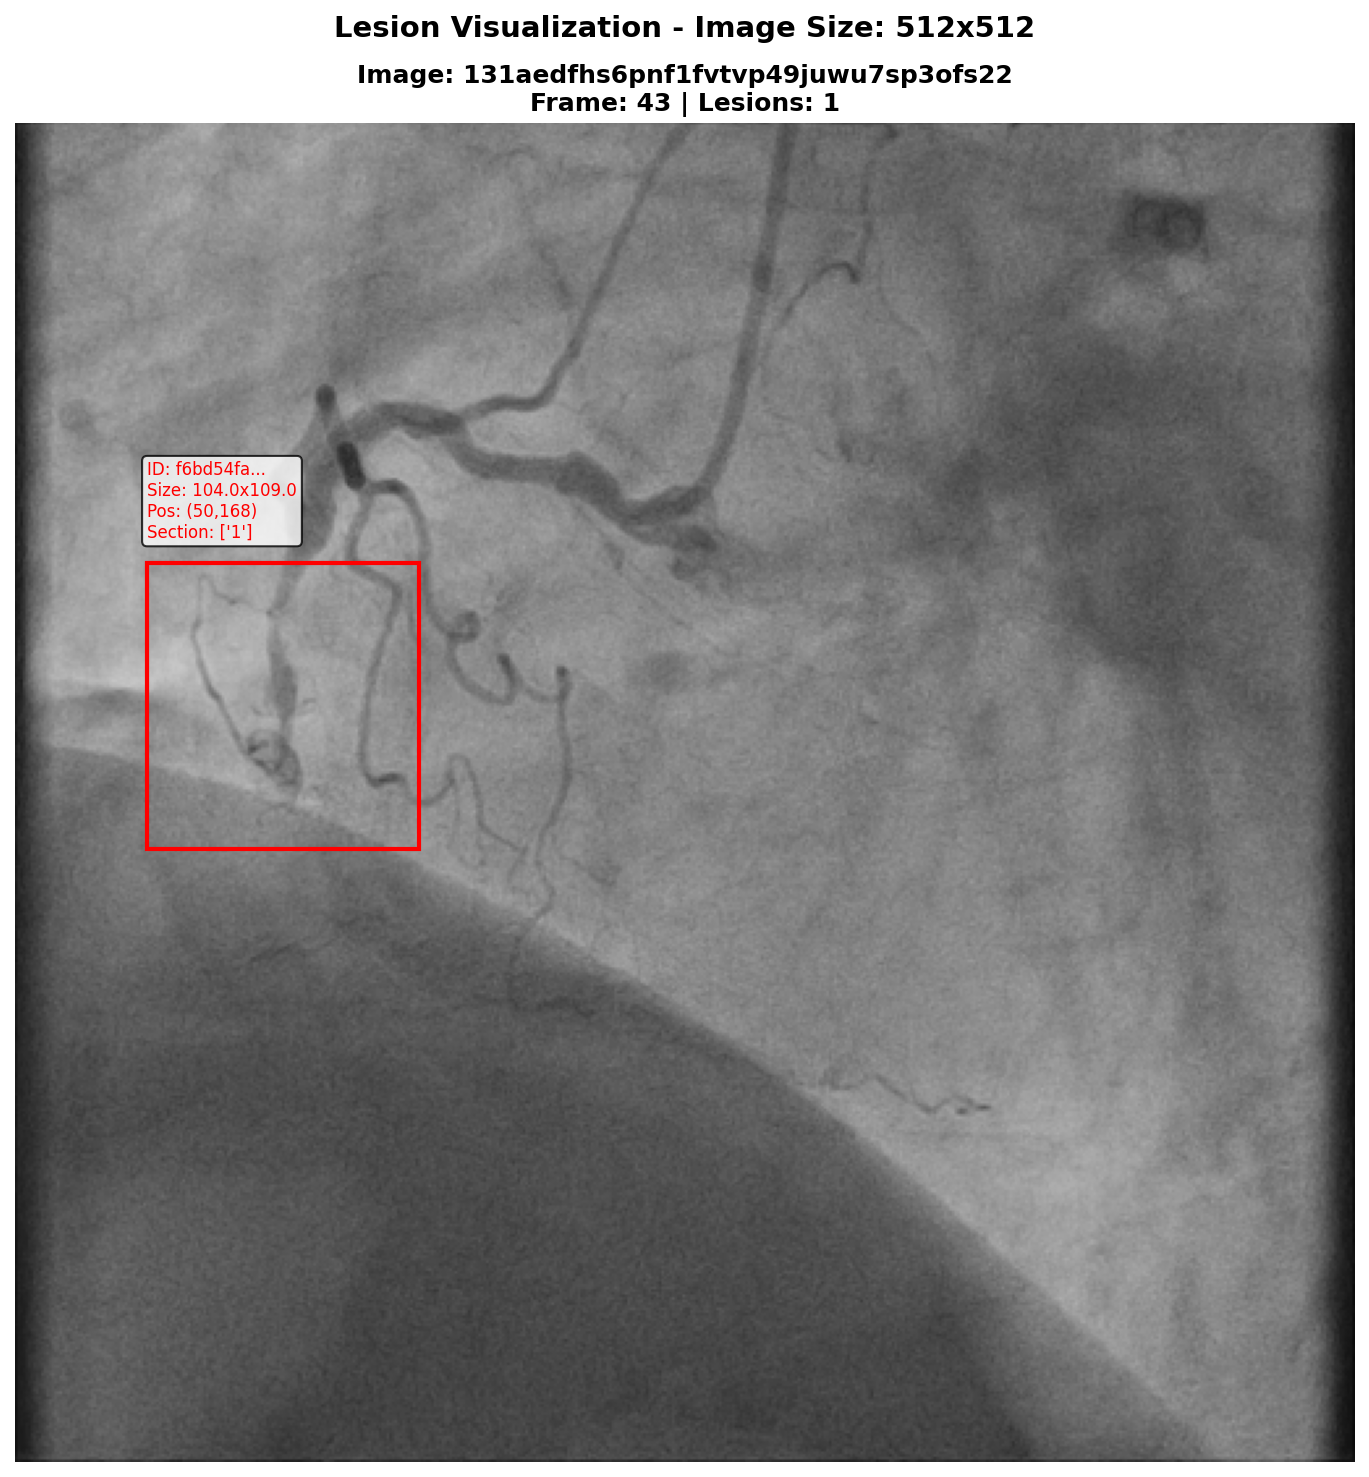 Lesion Visualization - Image Size: 512x512
Image: 131aedfhs6pnf1fvtvp49juwu7sp3ofs22
Frame: 43 | Lesions: 1
ID: f6bd54fa...
Size: 104.0x109.0
Pos: (50,168)
Section: ['1']